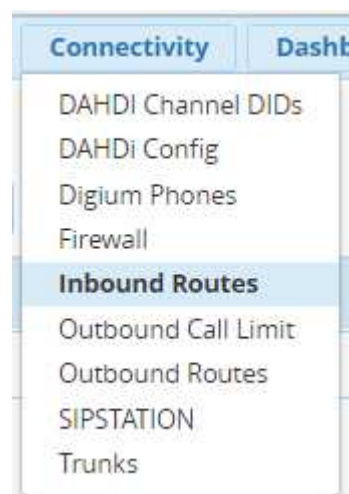 Connectivity
DAHDI Channel DIDs
DAHDi Config
Digium Phones
Firewall
Inbound Routes
Outbound Call Limit
Outbound Routes
SIPSTATION
Trunks